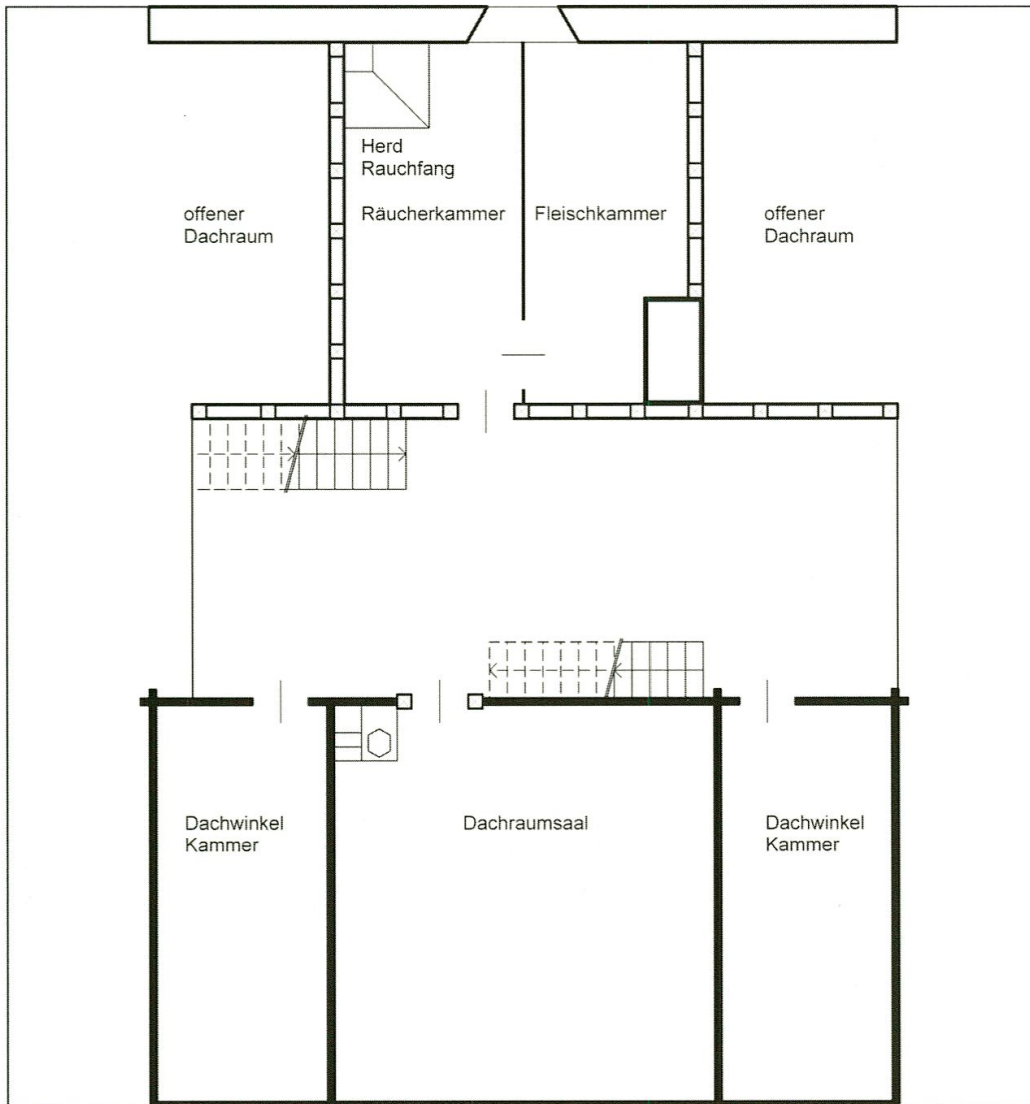 Herd
Rauchfang
Räucherkammer
Fleischkammer
offener
Dachraum
offener
Dachraum
Dachwinkel
Kammer
Dachraumsaal
Dachwinkel
Kammer